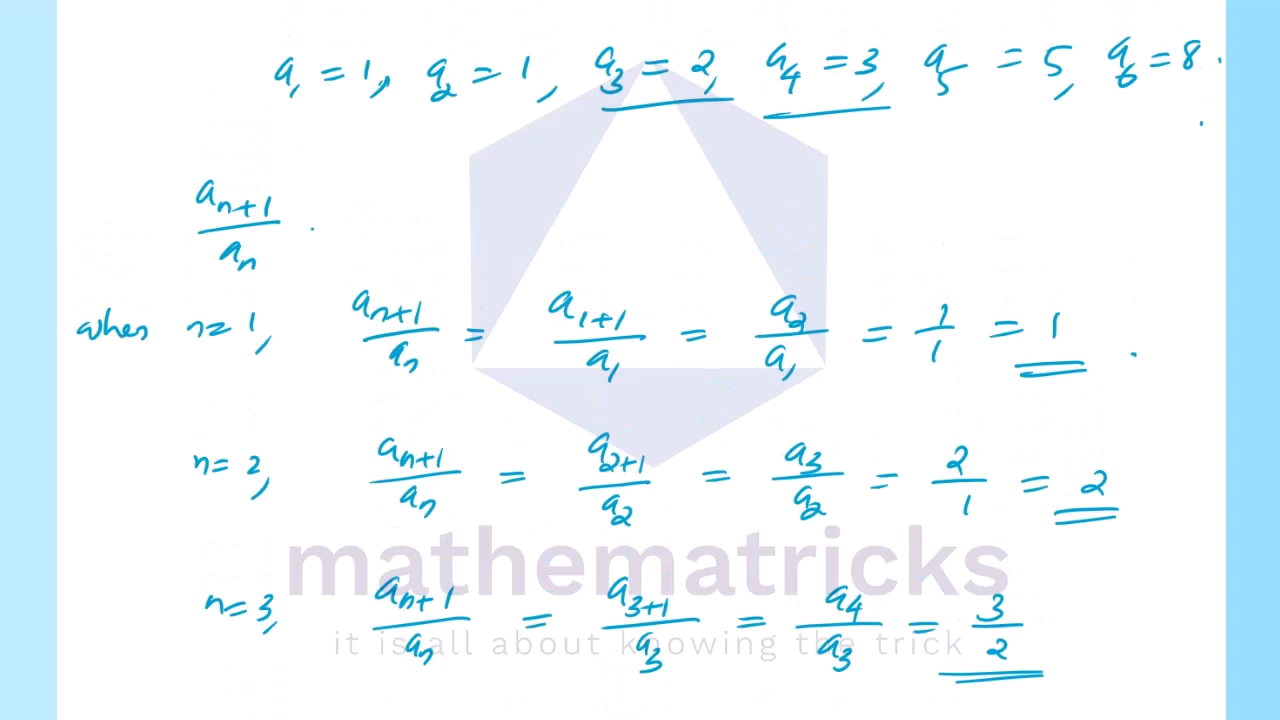 a₁ = 1, a₂ = 1, a₃ = 2, a₄ = 3, a₅ = 5, a₆ = 8 . .
aₙ₊₁/aₙ .
when n = 1, aₙ₊₁/aₙ = a₁₊₁/a₁ = a₂/a₁ = 1/1 = 1 .
n = 2, aₙ₊₁/aₙ = a₂₊₁/a₂ = a₃/a₂ = 2/1 = 2
mathematricks
n = 3, aₙ₊₁/aₙ = a₃₊₁/a₃ = a₄/a₃ = 3/2
it is all about knowing the trick